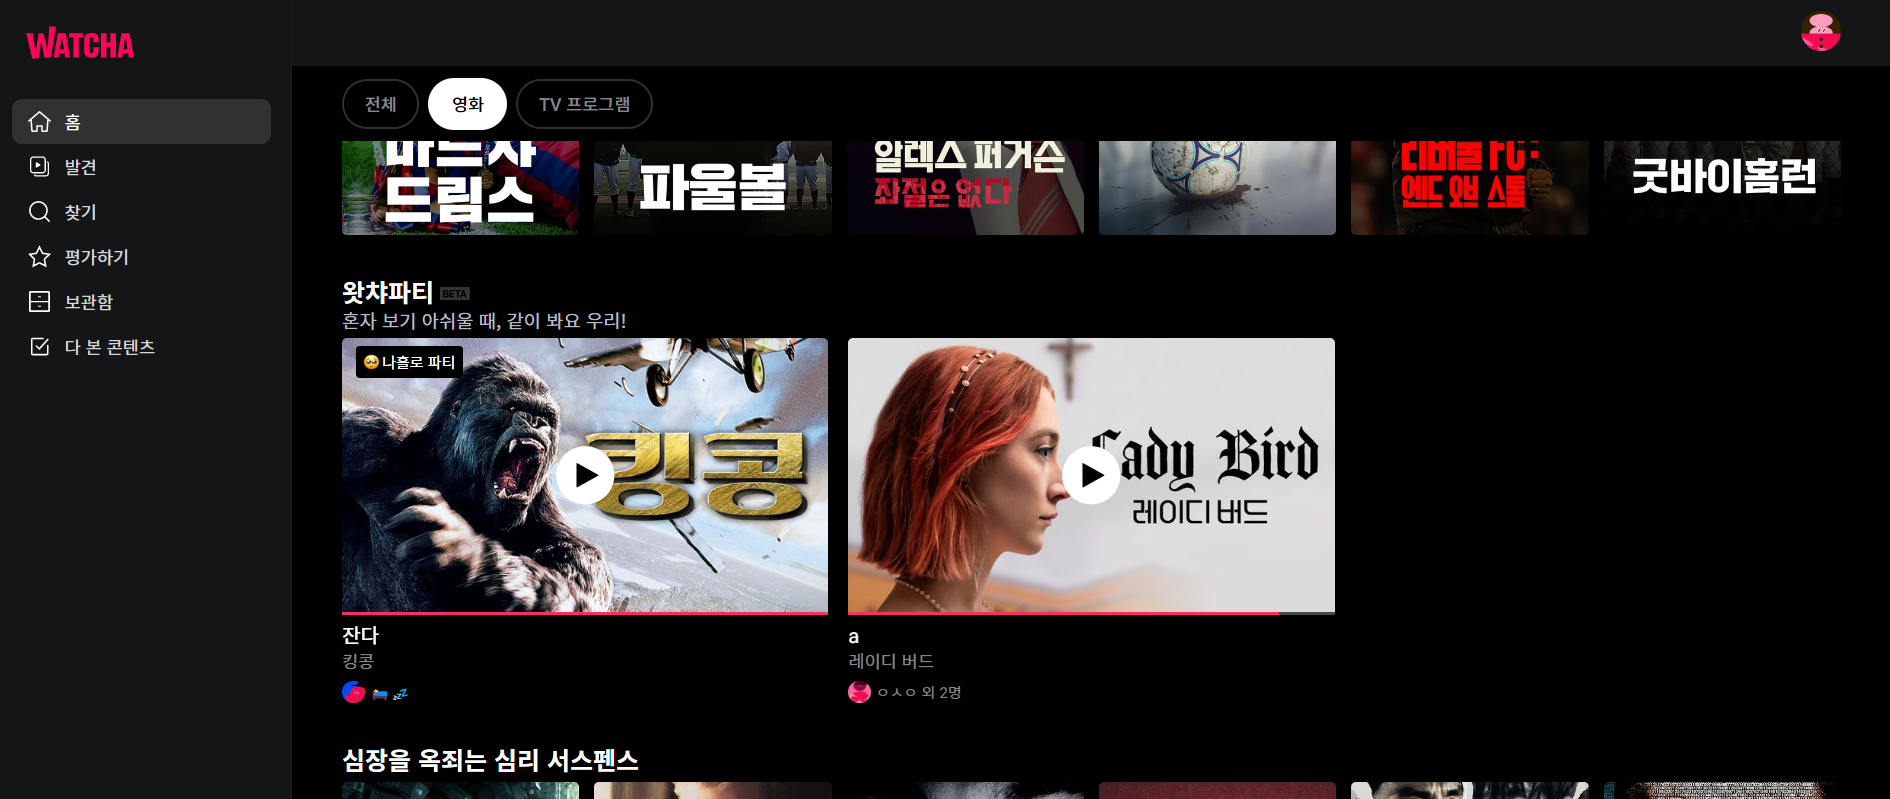 WATCHA
홈
발견
찾기
평가하기
보관함
다 본 콘텐츠
전체
영화
TV 프로그램
드림스
파울볼
알렉스 퍼거슨
좌절은 없다
엔드 오브 스톰
굿바이홈런
왓챠파티 BETA
혼자 보기 아쉬울 때, 같이 봐요 우리!
나홀로 파티
킹콩
Lady Bird
레이디 버드
잔다
킹콩
a
레이디 버드
ㅇㅅㅇ 외 2명
심장을 옥죄는 심리 서스펜스